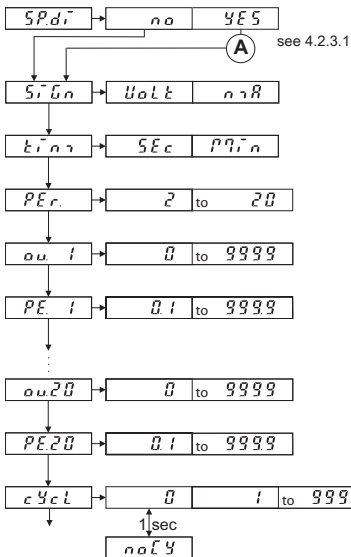 SP.di no YES
A see 4.2.3.1
SiGn VoLt mA
tim SEc Min
PEr. 2 to 20
ou. 1 0 to 9999
PE. 1 0.1 to 999.9
ou.20 0 to 9999
PE.20 0.1 to 999.9
cYcL 0 1 to 999
1 sec
noCY